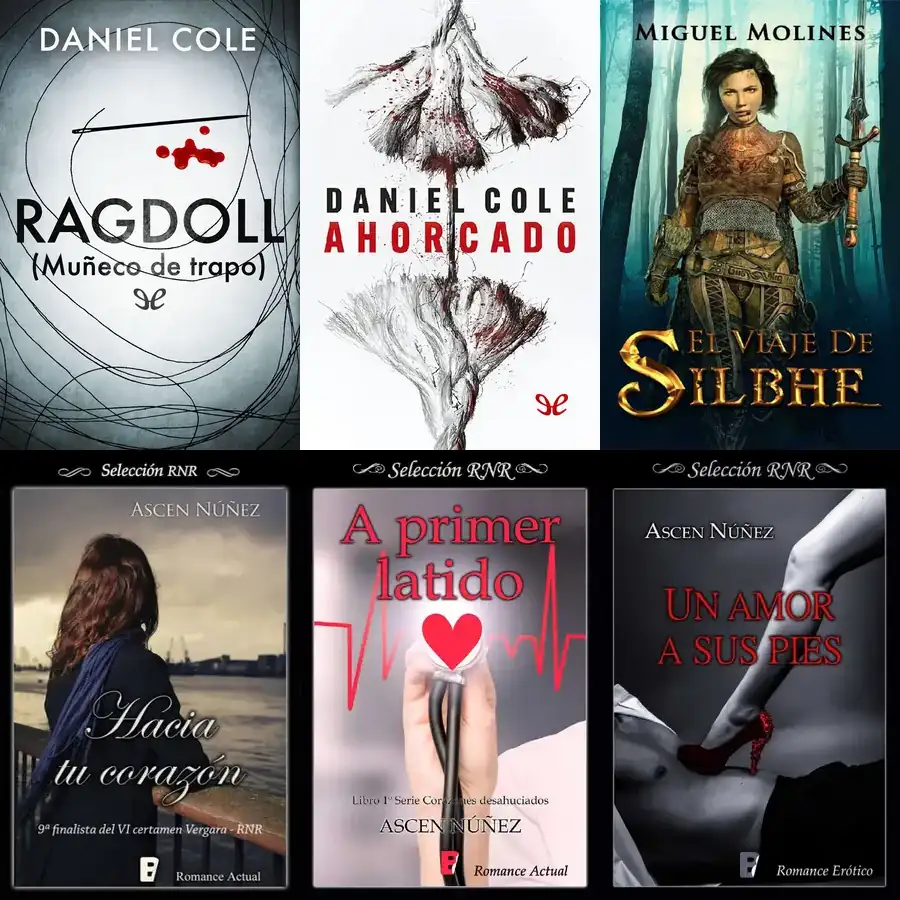 DANIEL COLE
RAGDOLL
(Muñeco de trapo)
DANIEL COLE
AHORCADO
MIGUEL MOLINES
EL VIAJE DE
SILBHE
Selección RNR
ASCEN NÚÑEZ
Hacia
tu corazón
9ª finalista del VI certamen Vergara - RNR
B
Romance Actual
Selección RNR
A primer
latido
Libro 1º Serie Corazones desahuciados
ASCEN NÚÑEZ
B
Romance Actual
Selección RNR
ASCEN NÚÑEZ
UN AMOR
A SUS PIES
B
Romance Erótico